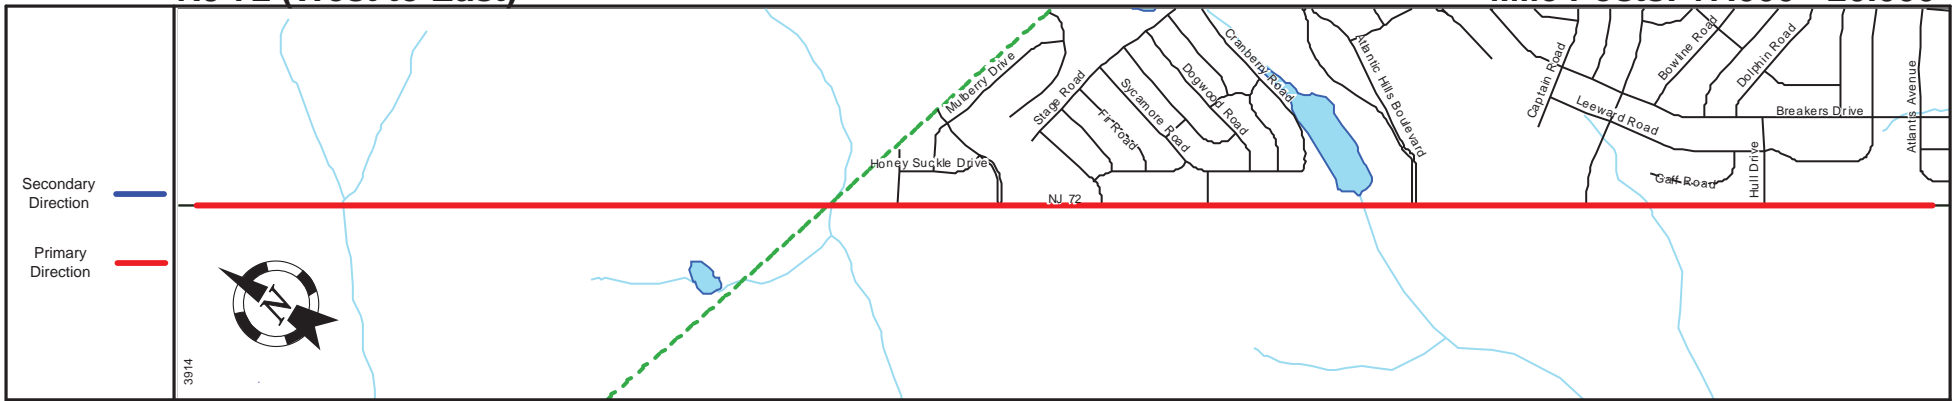 Secondary
Direction
Primary
Direction
3914
N
NJ 72
Honey Suckle Drive
Mulberry Drive
Stage Road
Fir Road
Sycamore Road
Dogwood Road
Cranberry Road
Atlantic Hills Boulevard
Captain Road
Leeward Road
Bowline Road
Dolphin Road
Breakers Drive
Gaff Road
Hull Drive
Atlantis Avenue